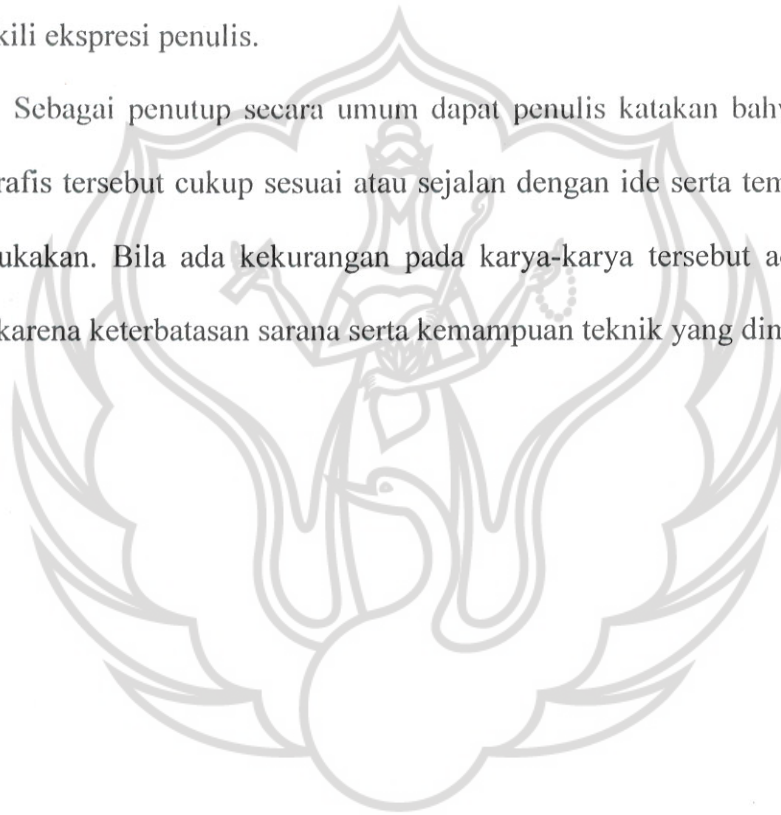 kili ekspresi penulis.
Sebagai penutup secara umum dapat penulis katakan bah
rafis tersebut cukup sesuai atau sejalan dengan ide serta tem
ukakan. Bila ada kekurangan pada karya-karya tersebut a
karena keterbatasan sarana serta kemampuan teknik yang din